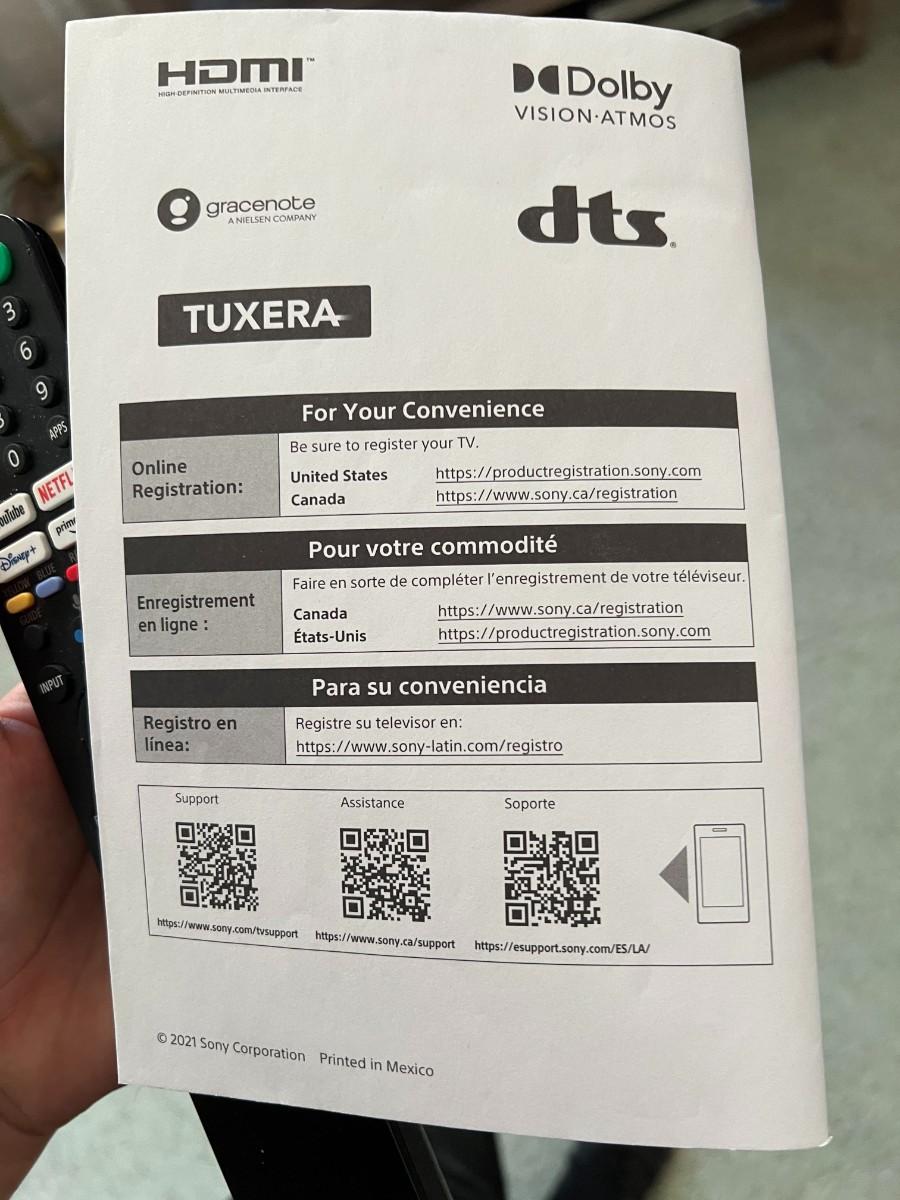 HDMI™
HIGH-DEFINITION MULTIMEDIA INTERFACE
Dolby
VISION·ATMOS
gracenote
A NIELSEN COMPANY
dts®
TUXERA
For Your Convenience
Online
Registration:
Be sure to register your TV.
United States https://productregistration.sony.com
Canada https://www.sony.ca/registration
Pour votre commodité
Enregistrement
en ligne :
Faire en sorte de compléter l'enregistrement de votre téléviseur.
Canada https://www.sony.ca/registration
États-Unis https://productregistration.sony.com
Para su conveniencia
Registro en
línea:
Registre su televisor en:
https://www.sony-latin.com/registro
Support Assistance Soporte
https://www.sony.com/tvsupport https://www.sony.ca/support https://esupport.sony.com/ES/LA/
© 2021 Sony Corporation Printed in Mexico
3
6
9
APPS
0
NETFL
ouTube
prime
Disney+
YELLOW BLUE R
GUIDE
INPUT